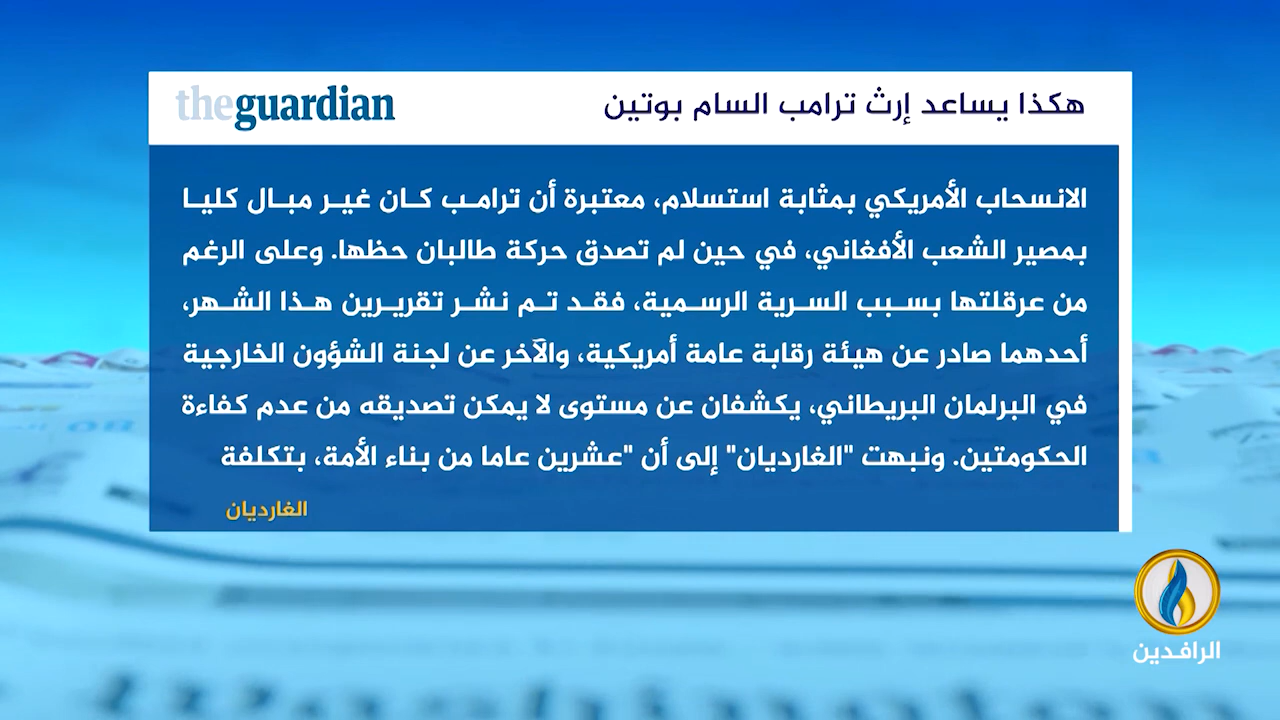 theguardian
هكذا يساعد إرث ترامب السام بوتين
الانسحاب الأمريكي بمثابة استسلام، معتبرة أن ترامب كان غير مبال كليا
بمصير الشعب الأفغاني، في حين لم تصدق حركة طالبان حظها. وعلى الرغم
من عرقلتها بسبب السرية الرسمية، فقد تم نشر تقريرين هذا الشهر،
أحدهما صادر عن هيئة رقابة عامة أمريكية، والآخر عن لجنة الشؤون الخارجية
في البرلمان البريطاني، يكشفان عن مستوى لا يمكن تصديقه من عدم كفاءة
الحكومتين. ونبهت "الغارديان" إلى أن "عشرين عاما من بناء الأمة، بتكلفة
الغارديان
الرافدين